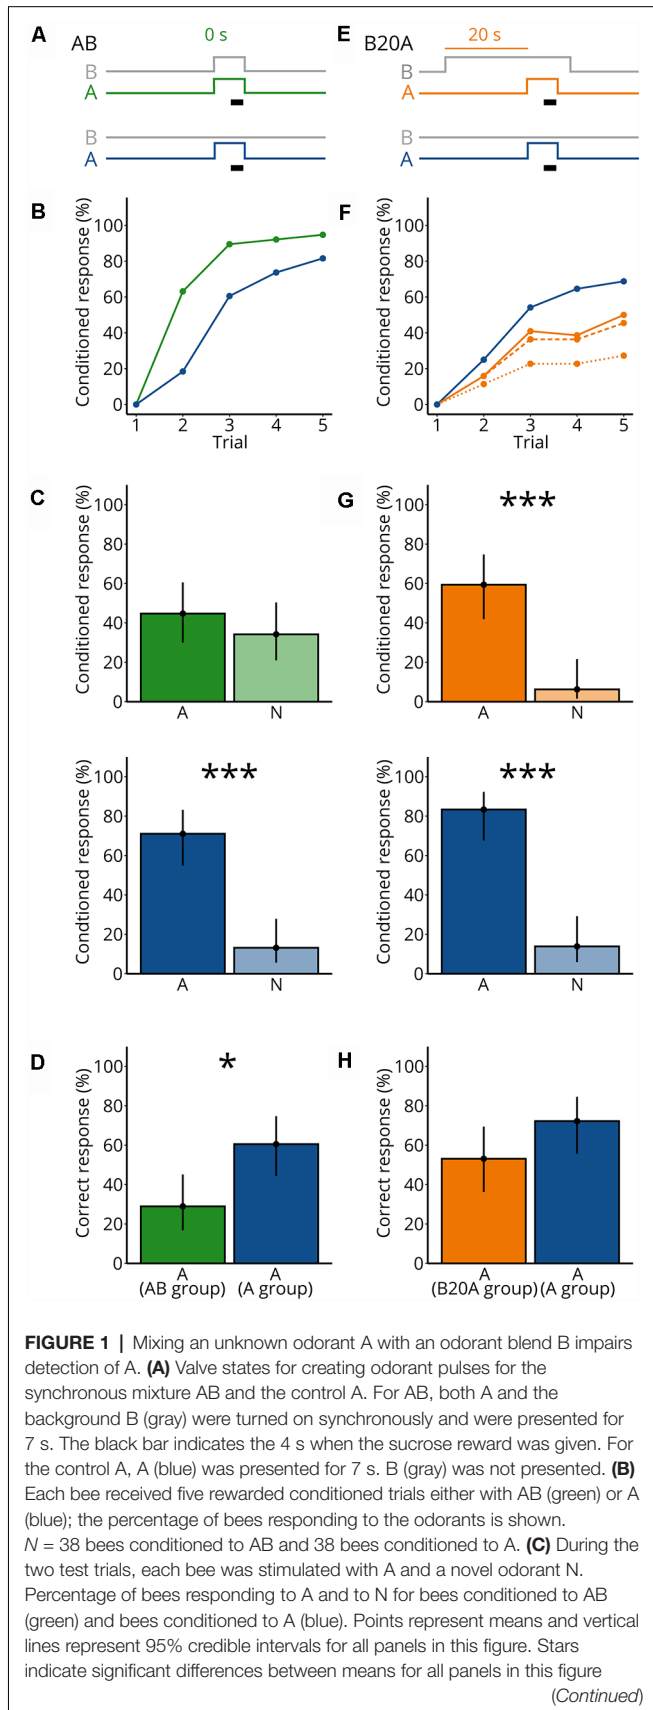 A
AB
0 s
B
A
B
A
E
B20A
20 s
B
A
B
A
B
Conditioned response (%)
100
80
60
40
20
0
1 2 3 4 5
Trial
F
Conditioned response (%)
100
80
60
40
20
0
1 2 3 4 5
Trial
C
Conditioned response (%)
100
80
60
40
20
0
A N
G
***
Conditioned response (%)
100
80
60
40
20
0
A N
***
Condtitioned response (%)
100
80
60
40
20
0
A N
***
Condtitioned response (%)
100
80
60
40
20
0
A N
D
*
Correct response (%)
100
80
60
40
20
0
A A
(AB group) (A group)
H
Correct response (%)
100
80
60
40
20
0
A A
(B20A group) (A group)
FIGURE 1 | Mixing an unknown odorant A with an odorant blend B impairs
detection of A. (A) Valve states for creating odorant pulses for the
synchronous mixture AB and the control A. For AB, both A and the
background B (gray) were turned on synchronously and were presented for
7 s. The black bar indicates the 4 s when the sucrose reward was given. For
the control A, A (blue) was presented for 7 s. B (gray) was not presented. (B)
Each bee received five rewarded conditioned trials either with AB (green) or A
(blue); the percentage of bees responding to the odorants is shown.
N = 38 bees conditioned to AB and 38 bees conditioned to A. (C) During the
two test trials, each bee was stimulated with A and a novel odorant N.
Percentage of bees responding to A and to N for bees conditioned to AB
(green) and bees conditioned to A (blue). Points represent means and vertical
lines represent 95% credible intervals for all panels in this figure. Stars
indicate significant differences between means for all panels in this figure
(Continued)